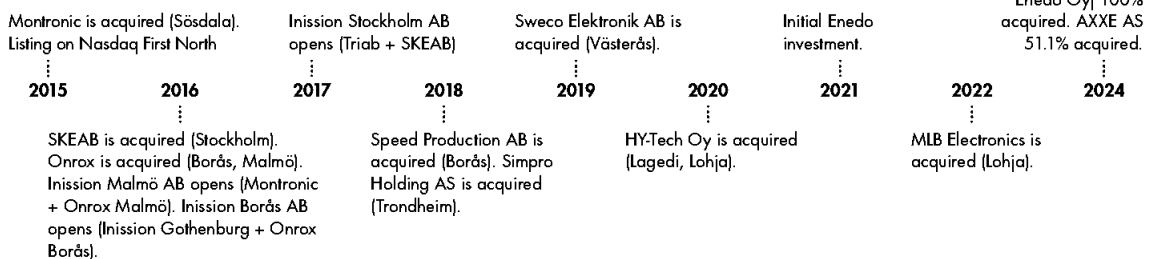 Montronic is acquired (Sösdala).
Listing on Nasdaq First North
Inission Stockholm AB
opens (Triab + SKEAB)
Sweco Elektronik AB is
acquired (Västerås).
Initial Enedo
investment.
Enedo Oyj 100%
acquired. AXXE AS
51.1% acquired.
2015 2016 2017 2018 2019 2020 2021 2022 2024
SKEAB is acquired (Stockholm).
Onrox is acquired (Borås, Malmö).
Inission Malmö AB opens (Montronic
+ Onrox Malmö). Inission Borås AB
opens (Inission Gothenburg + Onrox
Borås).
Speed Production AB is
acquired (Borås). Simpro
Holding AS is acquired
(Trondheim).
HY-Tech Oy is acquired
(Lagedi, Lohja).
MLB Electronics is
acquired (Lohja).